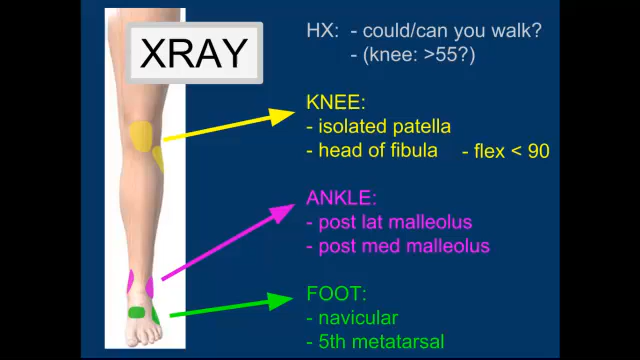 XRAY
HX: - could/can you walk?
- (knee: >55?)
KNEE:
- isolated patella
- head of fibula - flex < 90
ANKLE:
- post lat malleolus
- post med malleolus
FOOT:
- navicular
- 5th metatarsal